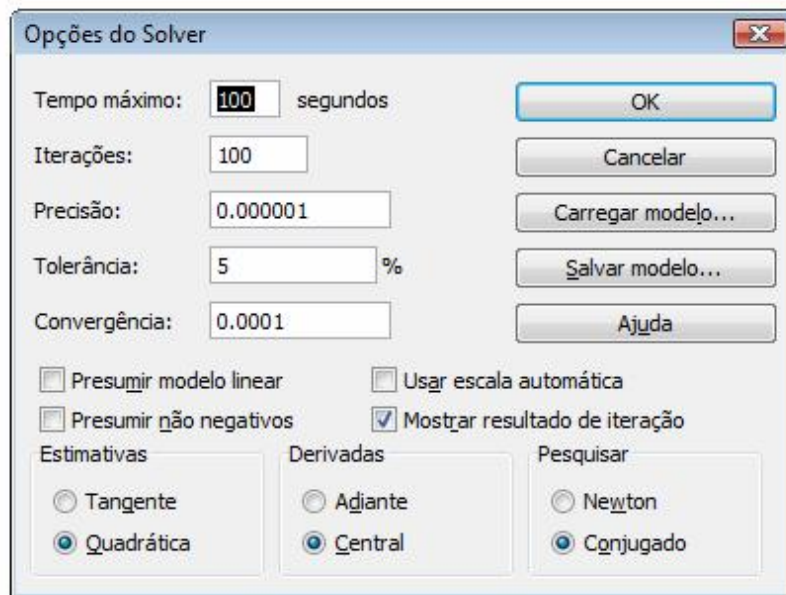 Opções do Solver
Tempo máximo: 100 segundos OK
Iterações: 100 Cancelar
Precisão: 0.000001 Carregar modelo...
Tolerância: 5 % Salvar modelo...
Convergência: 0.0001 Ajuda
Presumir modelo linear Usar escala automática
Presumir não negativos Mostrar resultado de iteração
Estimativas Derivadas Pesquisar
Tangente Adiante Newton
Quadrática Central Conjugado